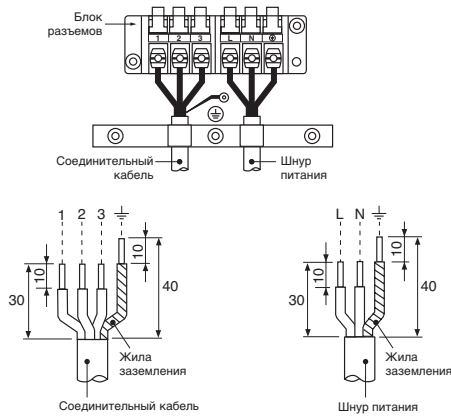 Блок
разъемов
1 2 3 L N
Соединительный
кабель
Шнур
питания
1 2 3
10
30
10
40
Жила
заземления
Соединительный кабель
L N
10
30
10
40
Жила
заземления
Шнур питания